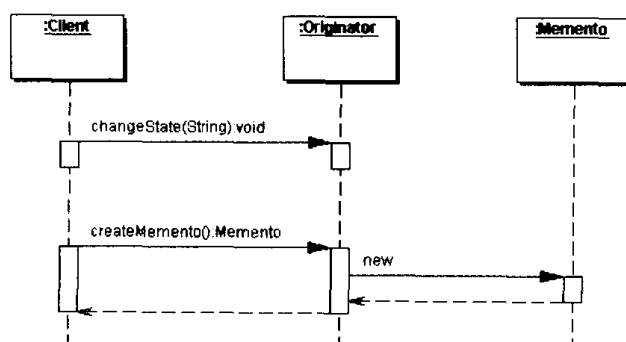 :Client
:Originator
:Memento
changeState(String):void
createMemento():Memento
new